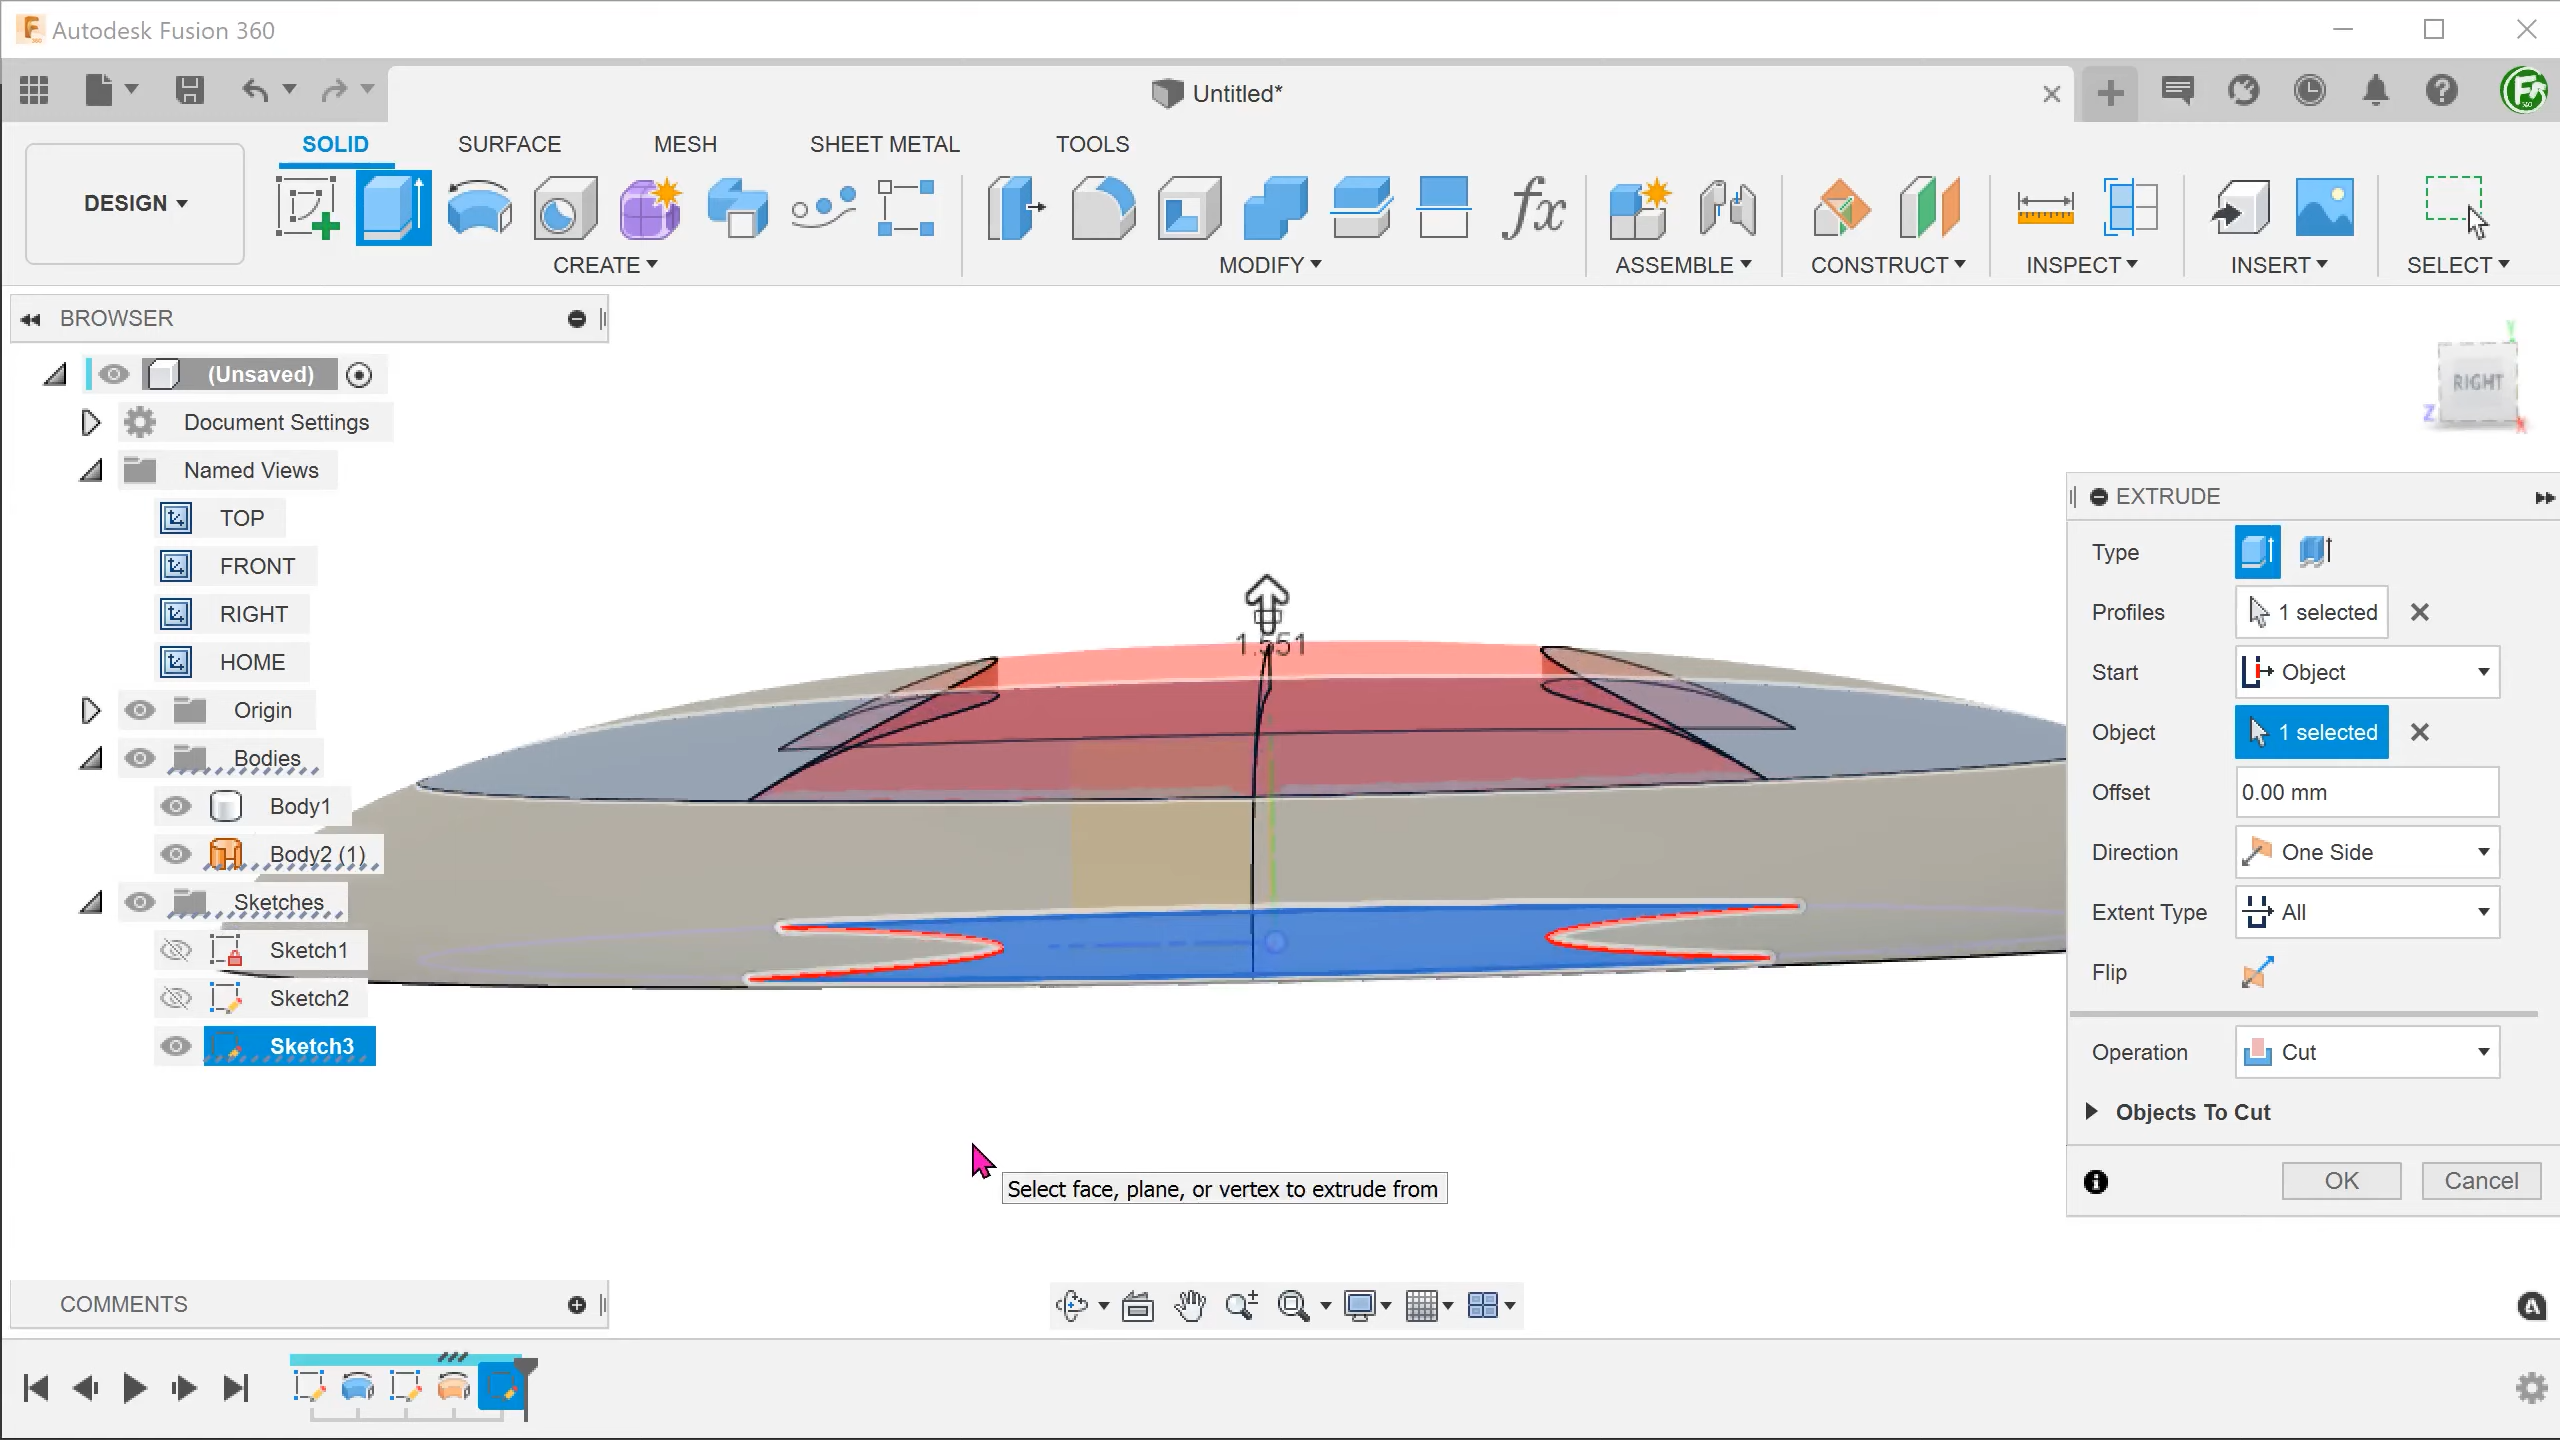 Autodesk Fusion 360
Untitled*
SOLID SURFACE MESH SHEET METAL TOOLS
DESIGN
CREATE MODIFY ASSEMBLE CONSTRUCT INSPECT INSERT SELECT
BROWSER
(Unsaved)
Document Settings
Named Views
TOP
FRONT
RIGHT
HOME
Origin
Bodies
Body1
Body2 (1)
Sketches
Sketch1
Sketch2
Sketch3
Y
RIGHT
Z
X
1.551
EXTRUDE
Type
Profiles 1 selected
Start Object
Object 1 selected
Offset 0.00 mm
Direction One Side
Extent Type All
Flip
Operation Cut
Objects To Cut
OK Cancel
Select face, plane, or vertex to extrude from
COMMENTS